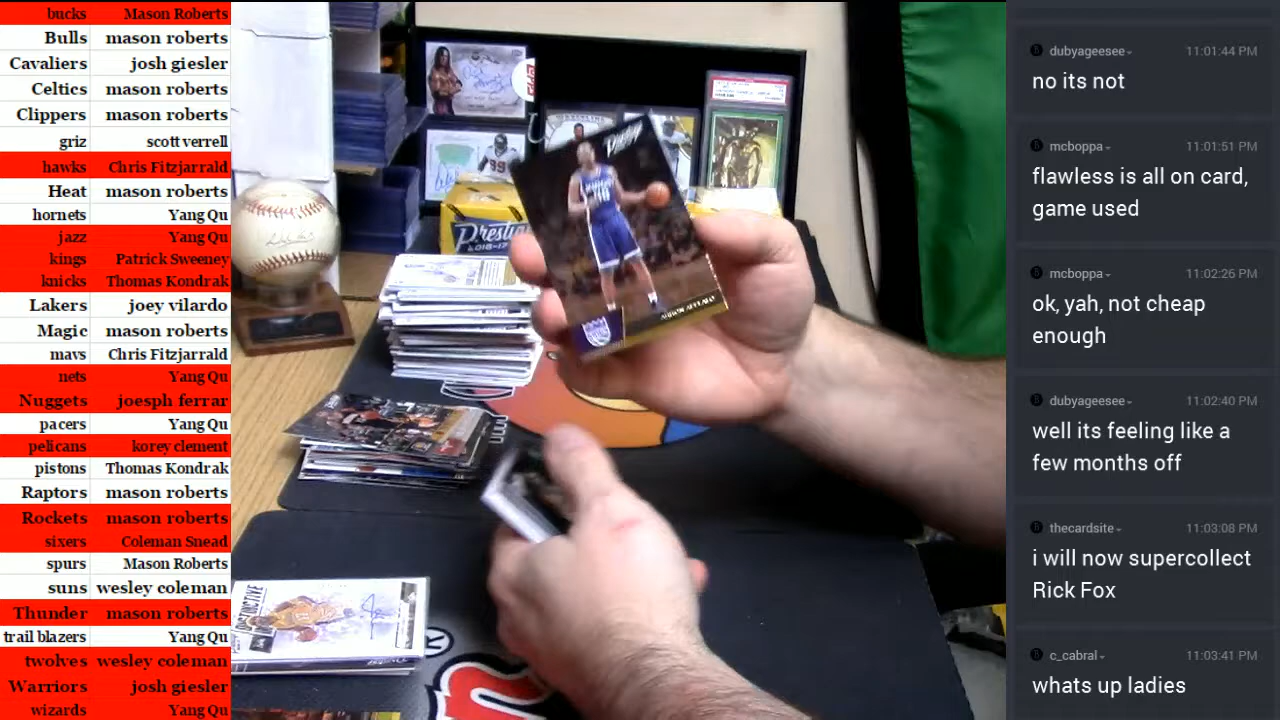 bucks Mason Roberts
Bulls mason roberts
Cavaliers josh giesler
Celtics mason roberts
Clippers mason roberts
griz scott verrell
hawks Chris Fitzjarrald
Heat mason roberts
hornets Yang Qu
jazz Yang Qu
kings Patrick Sweeney
knicks Thomas Kondrak
Lakers joey vilardo
Magic mason roberts
mavs Chris Fitzjarrald
nets Yang Qu
Nuggets joesph ferrar
pacers Yang Qu
pelicans korey clement
pistons Thomas Kondrak
Raptors mason roberts
Rockets mason roberts
sixers Coleman Snead
spurs Mason Roberts
suns wesley coleman
Thunder mason roberts
trail blazers Yang Qu
twolves wesley coleman
Warriors josh giesler
wizards Yang Qu
Prestige
2016-17
dubyageesee 11:01:44 PM
no its not
mcboppa 11:01:51 PM
flawless is all on card,
game used
mcboppa 11:02:26 PM
ok, yah, not cheap
enough
dubyageesee 11:02:40 PM
well its feeling like a
few months off
thecardsite 11:03:08 PM
i will now supercollect
Rick Fox
c_cabral 11:03:41 PM
whats up ladies